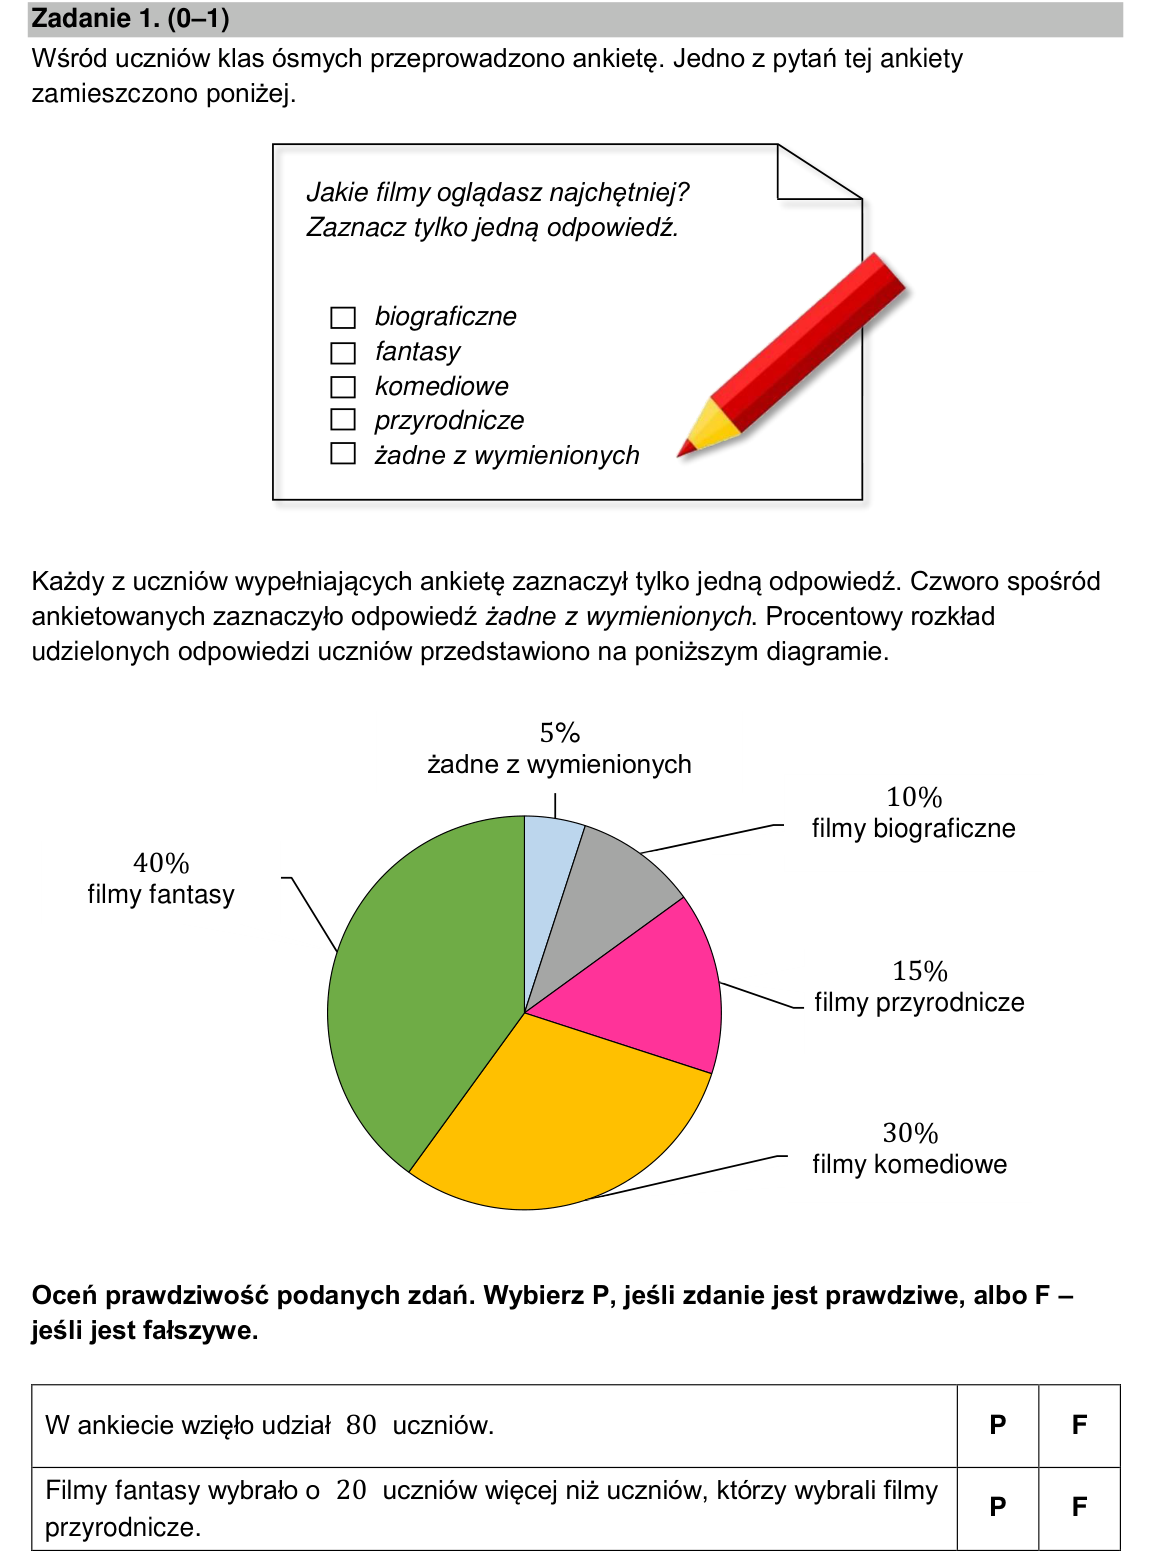 Zadanie 1. (0–1)
Wśród uczniów klas ósmych przeprowadzono ankietę. Jedno z pytań tej ankiety
zamieszczono poniżej.
Jakie filmy oglądasz najchętniej?
Zaznacz tylko jedną odpowiedź.
biograficzne
fantasy
komediowe
przyrodnicze
żadne z wymienionych
Każdy z uczniów wypełniających ankietę zaznaczył tylko jedną odpowiedź. Czworo spośród
ankietowanych zaznaczyło odpowiedź żadne z wymienionych. Procentowy rozkład
udzielonych odpowiedzi uczniów przedstawiono na poniższym diagramie.
5%
żadne z wymienionych
10%
filmy biograficzne
40%
filmy fantasy
15%
filmy przyrodnicze
30%
filmy komediowe
Oceń prawdziwość podanych zdań. Wybierz P, jeśli zdanie jest prawdziwe, albo F –
jeśli jest fałszywe.
W ankiecie wzięło udział 80 uczniów. P F
Filmy fantasy wybrało o 20 uczniów więcej niż uczniów, którzy wybrali filmy
przyrodnicze. P F